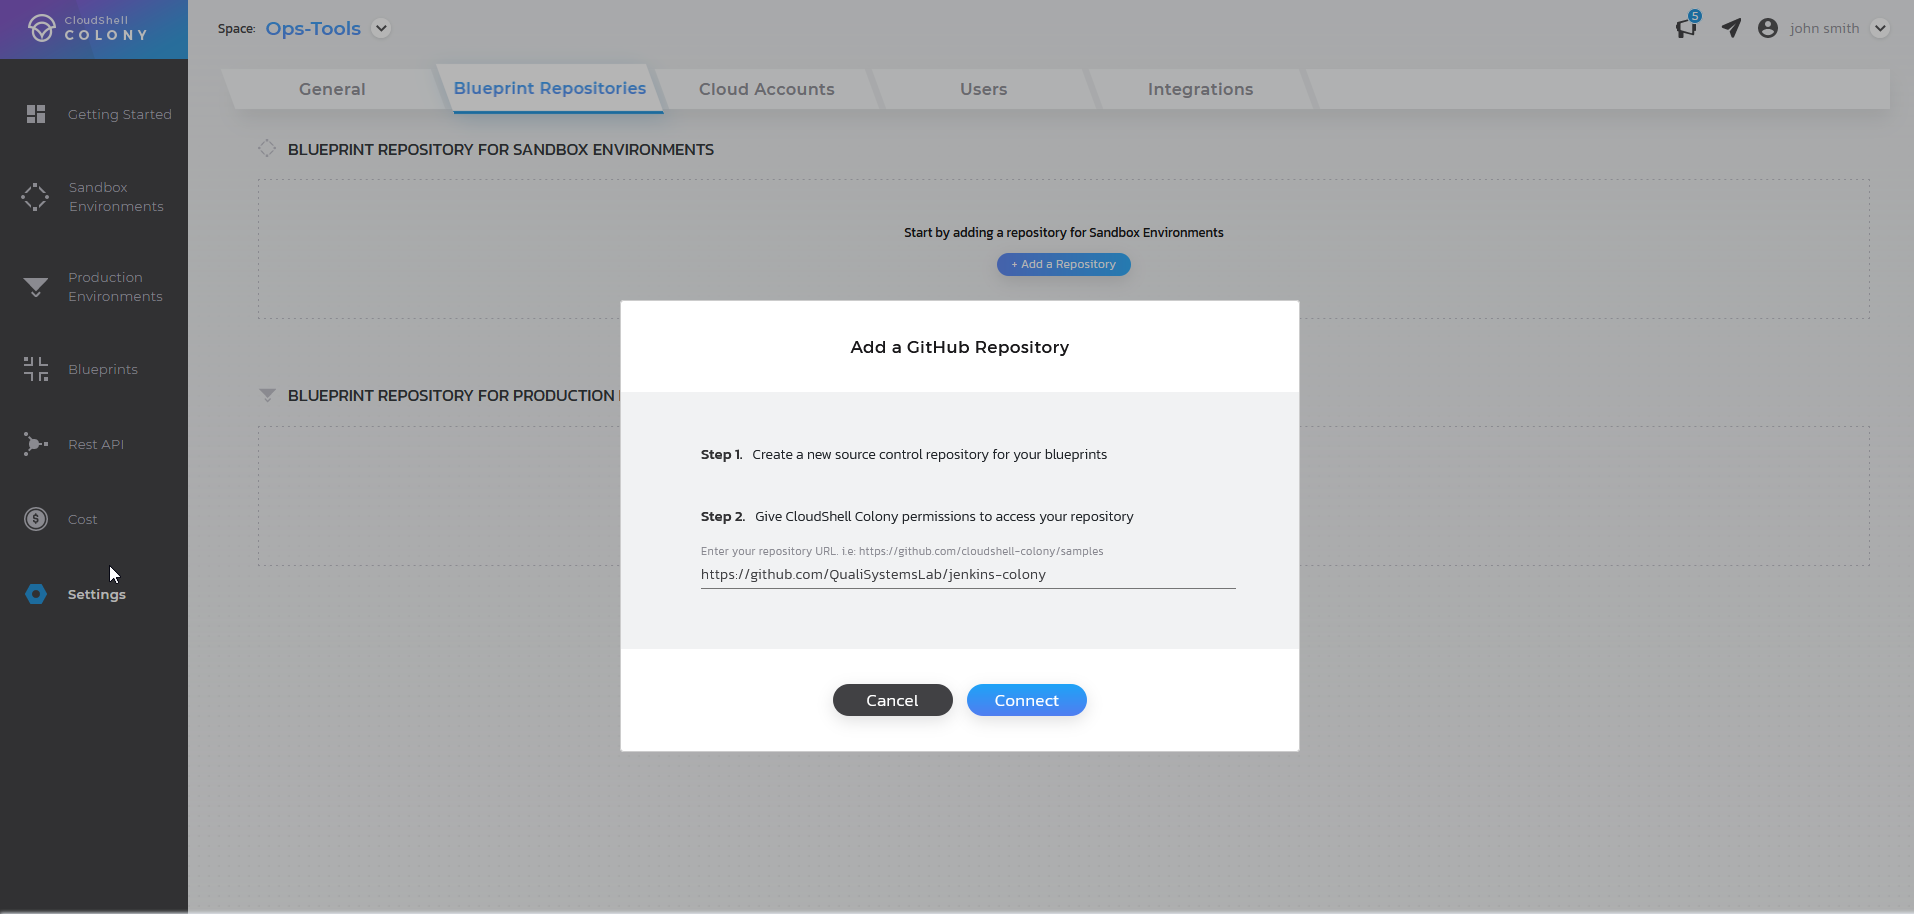 CloudShell
COLONY
Space: Ops-Tools
5
john smith
General
Blueprint Repositories
Cloud Accounts
Users
Integrations
Getting Started
Sandbox
Environments
Production
Environments
Blueprints
Rest API
Cost
Settings
BLUEPRINT REPOSITORY FOR SANDBOX ENVIRONMENTS
Start by adding a repository for Sandbox Environments
+ Add a Repository
BLUEPRINT REPOSITORY FOR PRODUCTION
Add a GitHub Repository
Step 1. Create a new source control repository for your blueprints
Step 2. Give CloudShell Colony permissions to access your repository
Enter your repository URL. i.e: https://github.com/cloudshell-colony/samples
https://github.com/QualiSystemsLab/jenkins-colony
Cancel
Connect